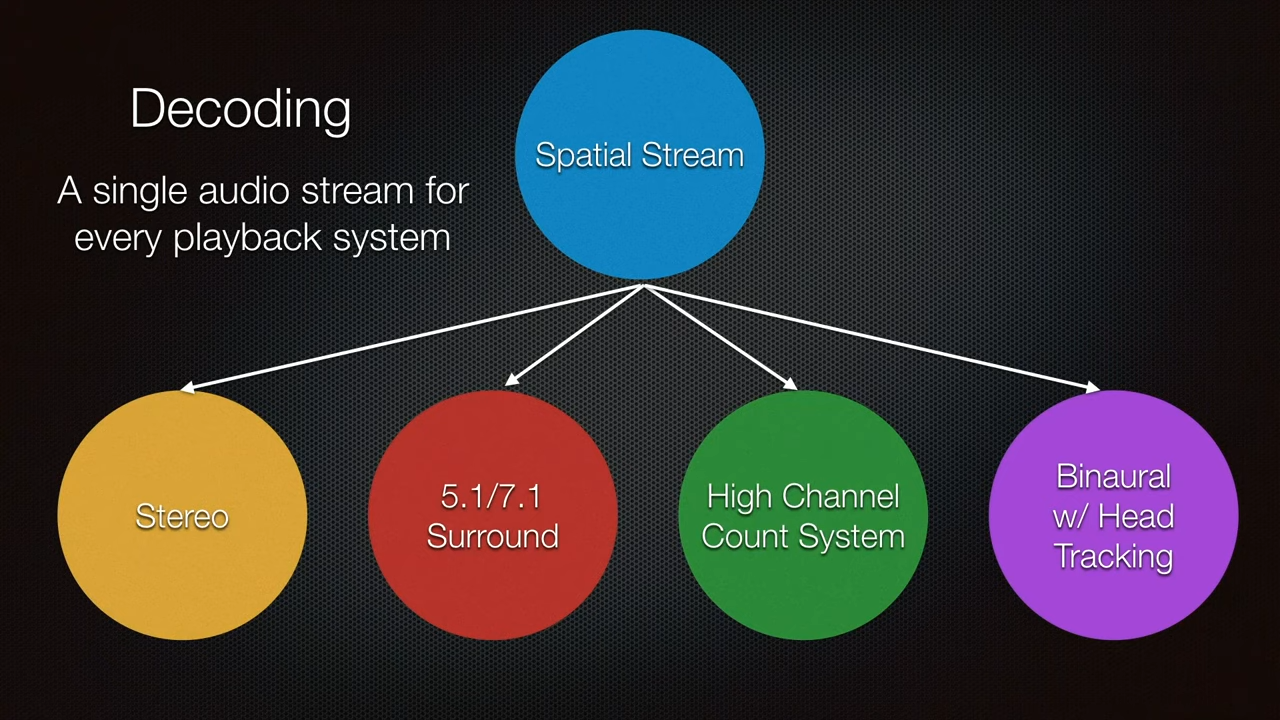 Decoding
A single audio stream for
every playback system
Spatial Stream
Stereo
5.1/7.1
Surround
High Channel
Count System
Binaural
w/ Head
Tracking